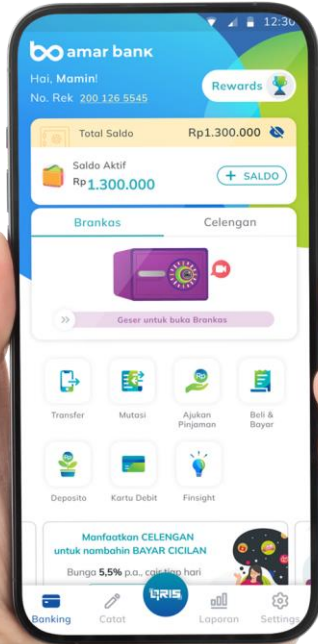 12:30
amar bank
Hai, Mamin!
No. Rek 200 126 5545
Rewards
Total Saldo Rp1.300.000
Saldo Aktif
Rp1.300.000
+ SALDO
Brankas Celengan
Geser untuk buka Brankas
Transfer Mutasi Ajukan Pinjaman Beli & Bayar
Deposito Kartu Debit Finsight
Manfaatkan CELENGAN
untuk nambahin BAYAR CICILAN
Bunga 5,5% p.a., cair tiap hari
QRIS
Banking Catat Laporan Settings